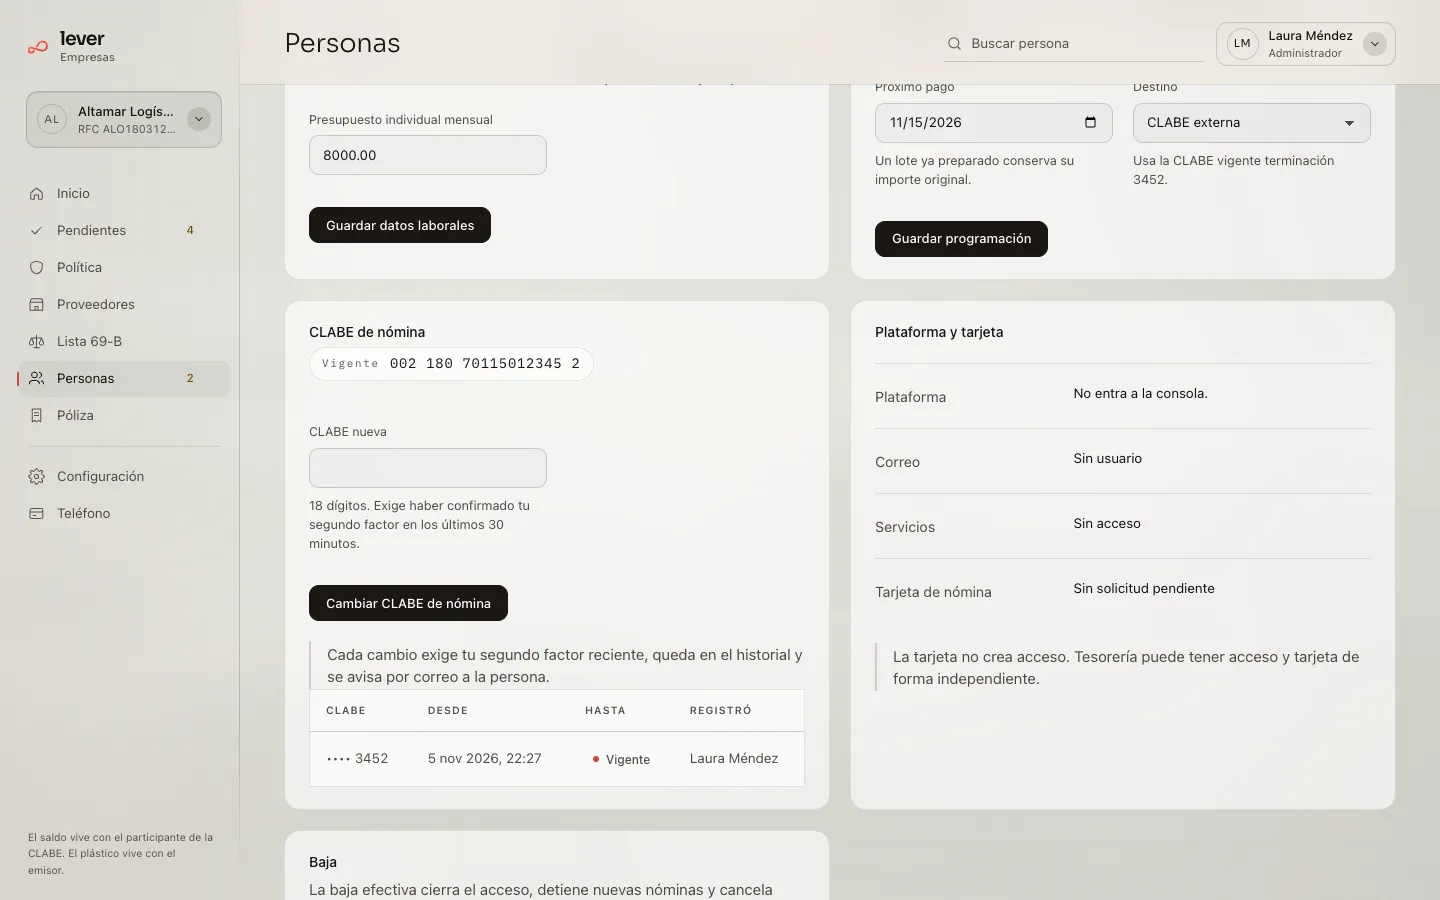 lever
Empresas
AL
Altamar Logís...
RFC ALO180312...
Inicio
Pendientes 4
Política
Proveedores
Lista 69-B
Personas 2
Póliza
Configuración
Teléfono
El saldo vive con el participante de la
CLABE. El plástico vive con el
emisor.
Personas
Buscar persona
LM
Laura Méndez
Administrador
Presupuesto individual mensual
8000.00
Guardar datos laborales
Próximo pago
11/15/2026
Un lote ya preparado conserva su
importe original.
Destino
CLABE externa
Usa la CLABE vigente terminación
3452.
Guardar programación
CLABE de nómina
Vigente 002 180 70115012345 2
CLABE nueva
18 dígitos. Exige haber confirmado tu
segundo factor en los últimos 30
minutos.
Cambiar CLABE de nómina
Cada cambio exige tu segundo factor reciente, queda en el historial y
se avisa por correo a la persona.
CLABE DESDE HASTA REGISTRÓ
•••• 3452 5 nov 2026, 22:27 Vigente Laura Méndez
Plataforma y tarjeta
Plataforma No entra a la consola.
Correo Sin usuario
Servicios Sin acceso
Tarjeta de nómina Sin solicitud pendiente
La tarjeta no crea acceso. Tesorería puede tener acceso y tarjeta de
forma independiente.
Baja
La baja efectiva cierra el acceso, detiene nuevas nóminas y cancela